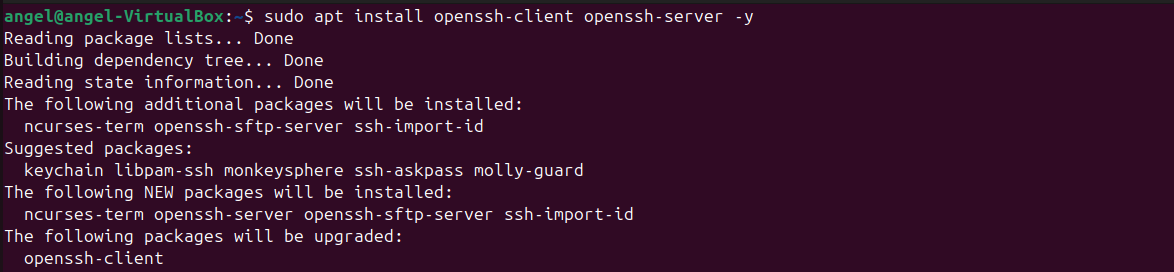 angel@angel-VirtualBox:~$ sudo apt install openssh-client openssh-server -y
Reading package lists... Done
Building dependency tree... Done
Reading state information... Done
The following additional packages will be installed:
  ncurses-term openssh-sftp-server ssh-import-id
Suggested packages:
  keychain libpam-ssh monkeysphere ssh-askpass molly-guard
The following NEW packages will be installed:
  ncurses-term openssh-server openssh-sftp-server ssh-import-id
The following packages will be upgraded:
  openssh-client